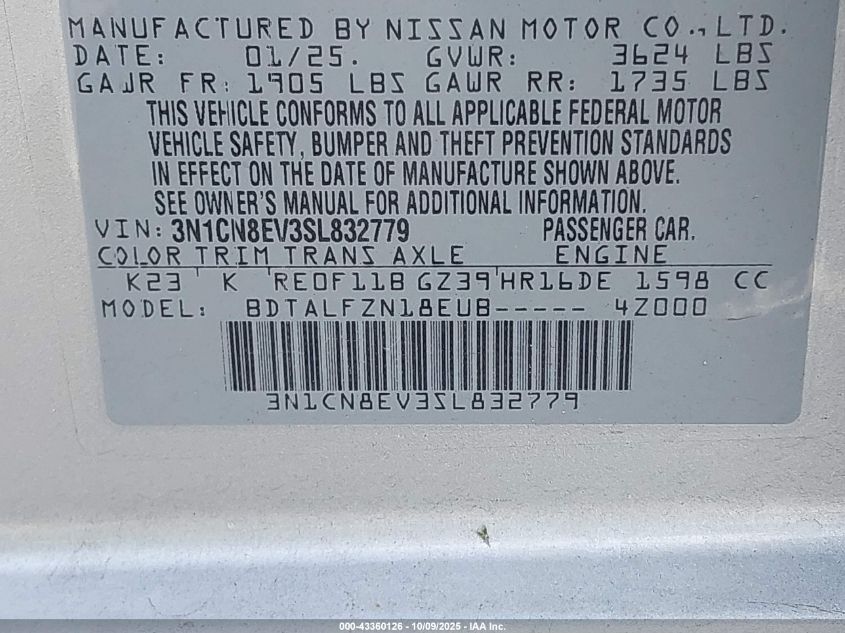 MANUFACTURED BY NISSAN MOTOR CO., LTD.
DATE: 01/25. GVWR: 3624 LBS
GAWR FR: 1905 LBS GAWR RR: 1735 LBS
THIS VEHICLE CONFORMS TO ALL APPLICABLE FEDERAL MOTOR
VEHICLE SAFETY, BUMPER AND THEFT PREVENTION STANDARDS
IN EFFECT ON THE DATE OF MANUFACTURE SHOWN ABOVE.
SEE OWNER'S MANUAL FOR ADDITIONAL INFORMATION.
VIN: 3N1CN8EV3SL832779 PASSENGER CAR.
COLOR TRIM TRANS AXLE ENGINE
K23 K RE0F11B GZ39 HR16DE 1598 CC
MODEL: BDTALFZN18EUB----- 4Z000
3N1CN8EV3SL832779
000-43360126 - 10/09/2025 - IAA Inc.